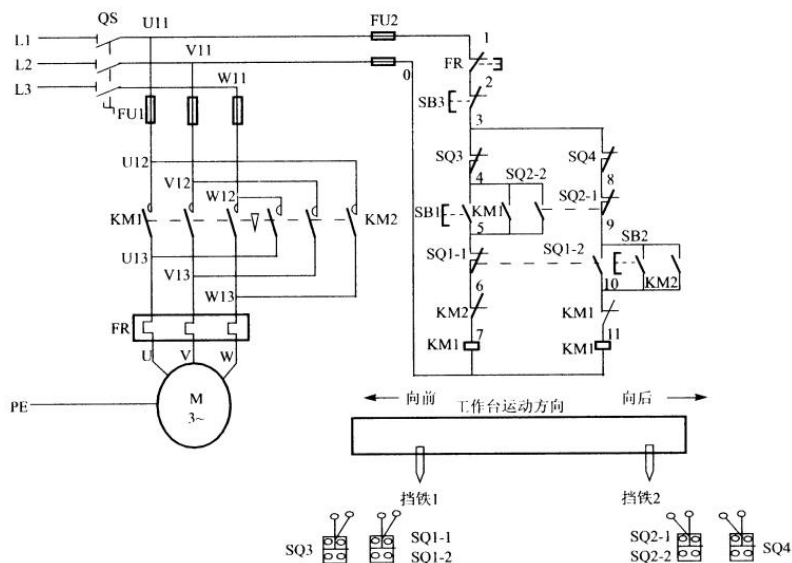 QS
U11
FU2
1
L1
V11
L2
0
FR
W11
2
L3
SB3
FU1
3
U12
SQ3
SQ4
4
SQ2-2
8
V12
SQ2-1
W12
KM1
KM2
SB1
KM1
9
5
SB2
U13
SQ1-1
SQ1-2
V13
10
KM2
W13
6
KM2
KM1
FR
7
11
U
V
W
KM1
KM1
M
3~
PE
向前
工作台运动方向
向后
挡铁1
挡铁2
SQ3
SQ1-1
SQ1-2
SQ2-1
SQ2-2
SQ4